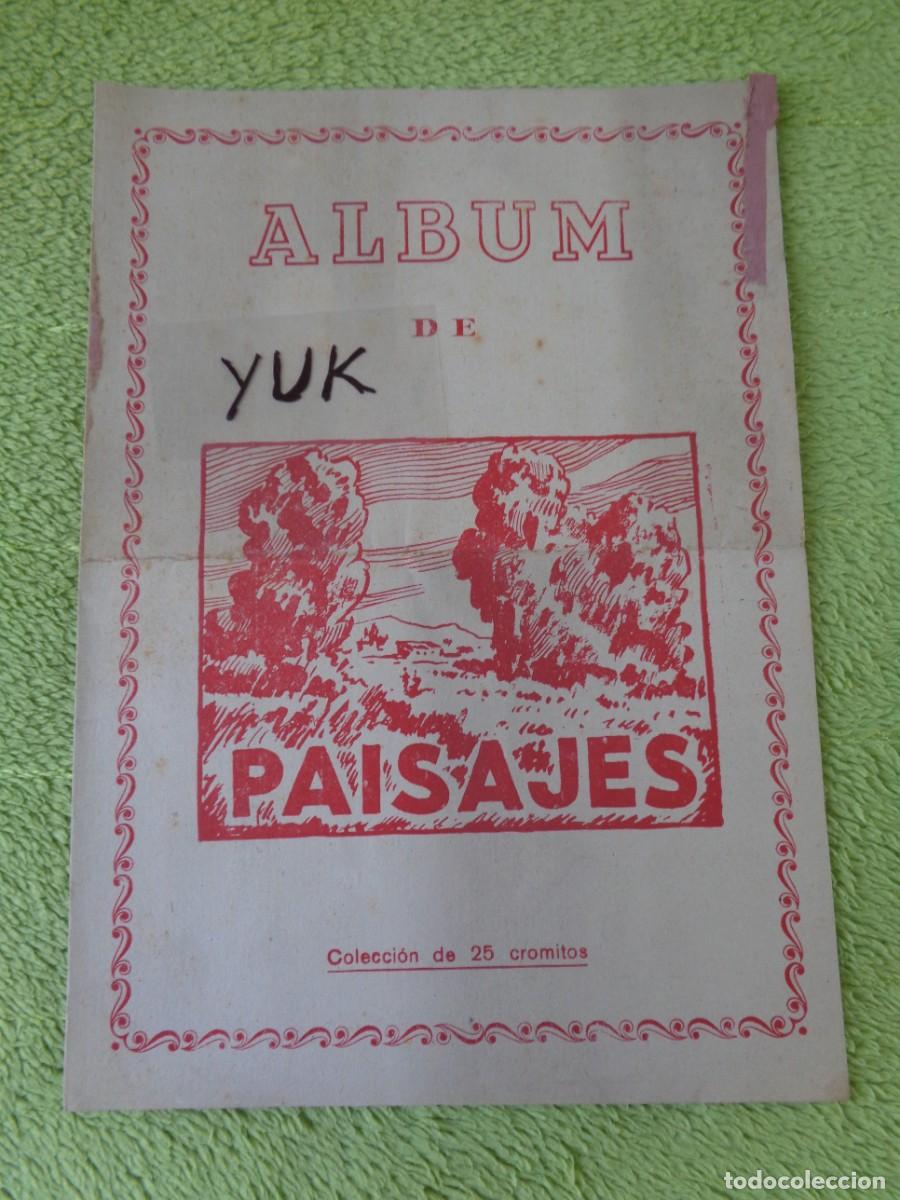 ALBUM
DE
YUK
PAISAJES
Colección de 25 cromitos
todocoleccion